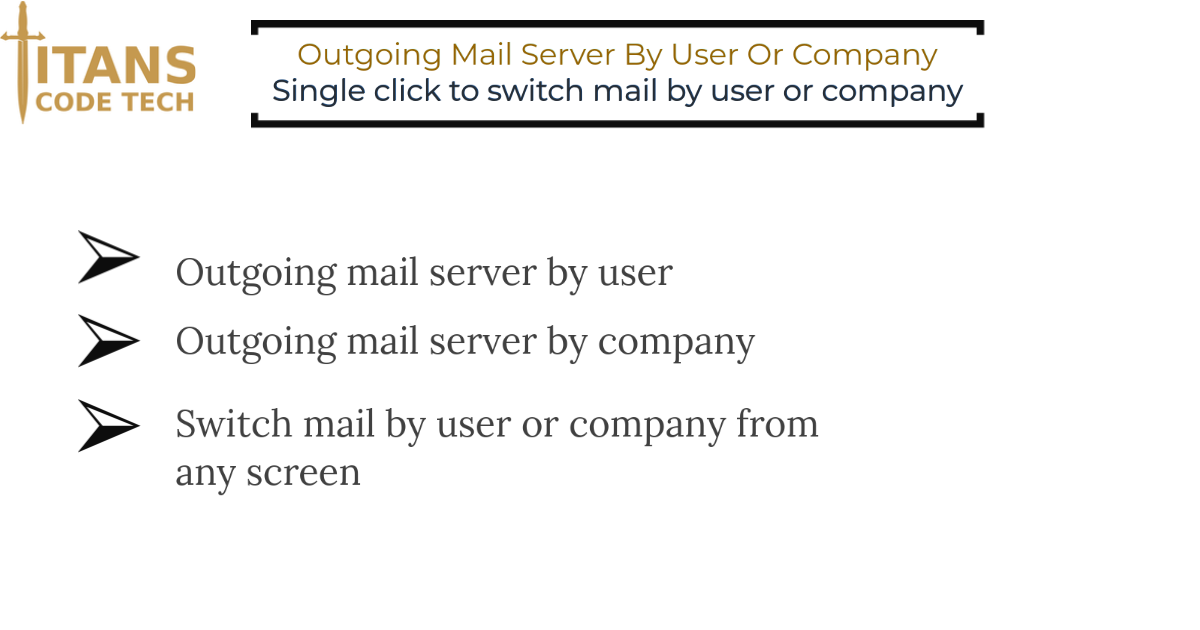 TITANS
CODE TECH
Outgoing Mail Server By User Or Company
Single click to switch mail by user or company
Outgoing mail server by user
Outgoing mail server by company
Switch mail by user or company from
any screen